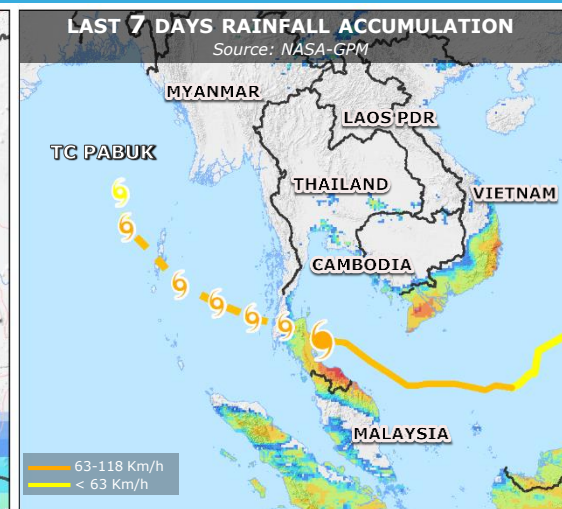 LAST 7 DAYS RAINFALL ACCUMULATION
Source: NASA-GPM
MYANMAR
LAOS PDR
TC PABUK
THAILAND
VIETNAM
CAMBODIA
MALAYSIA
63-118 Km/h
< 63 Km/h